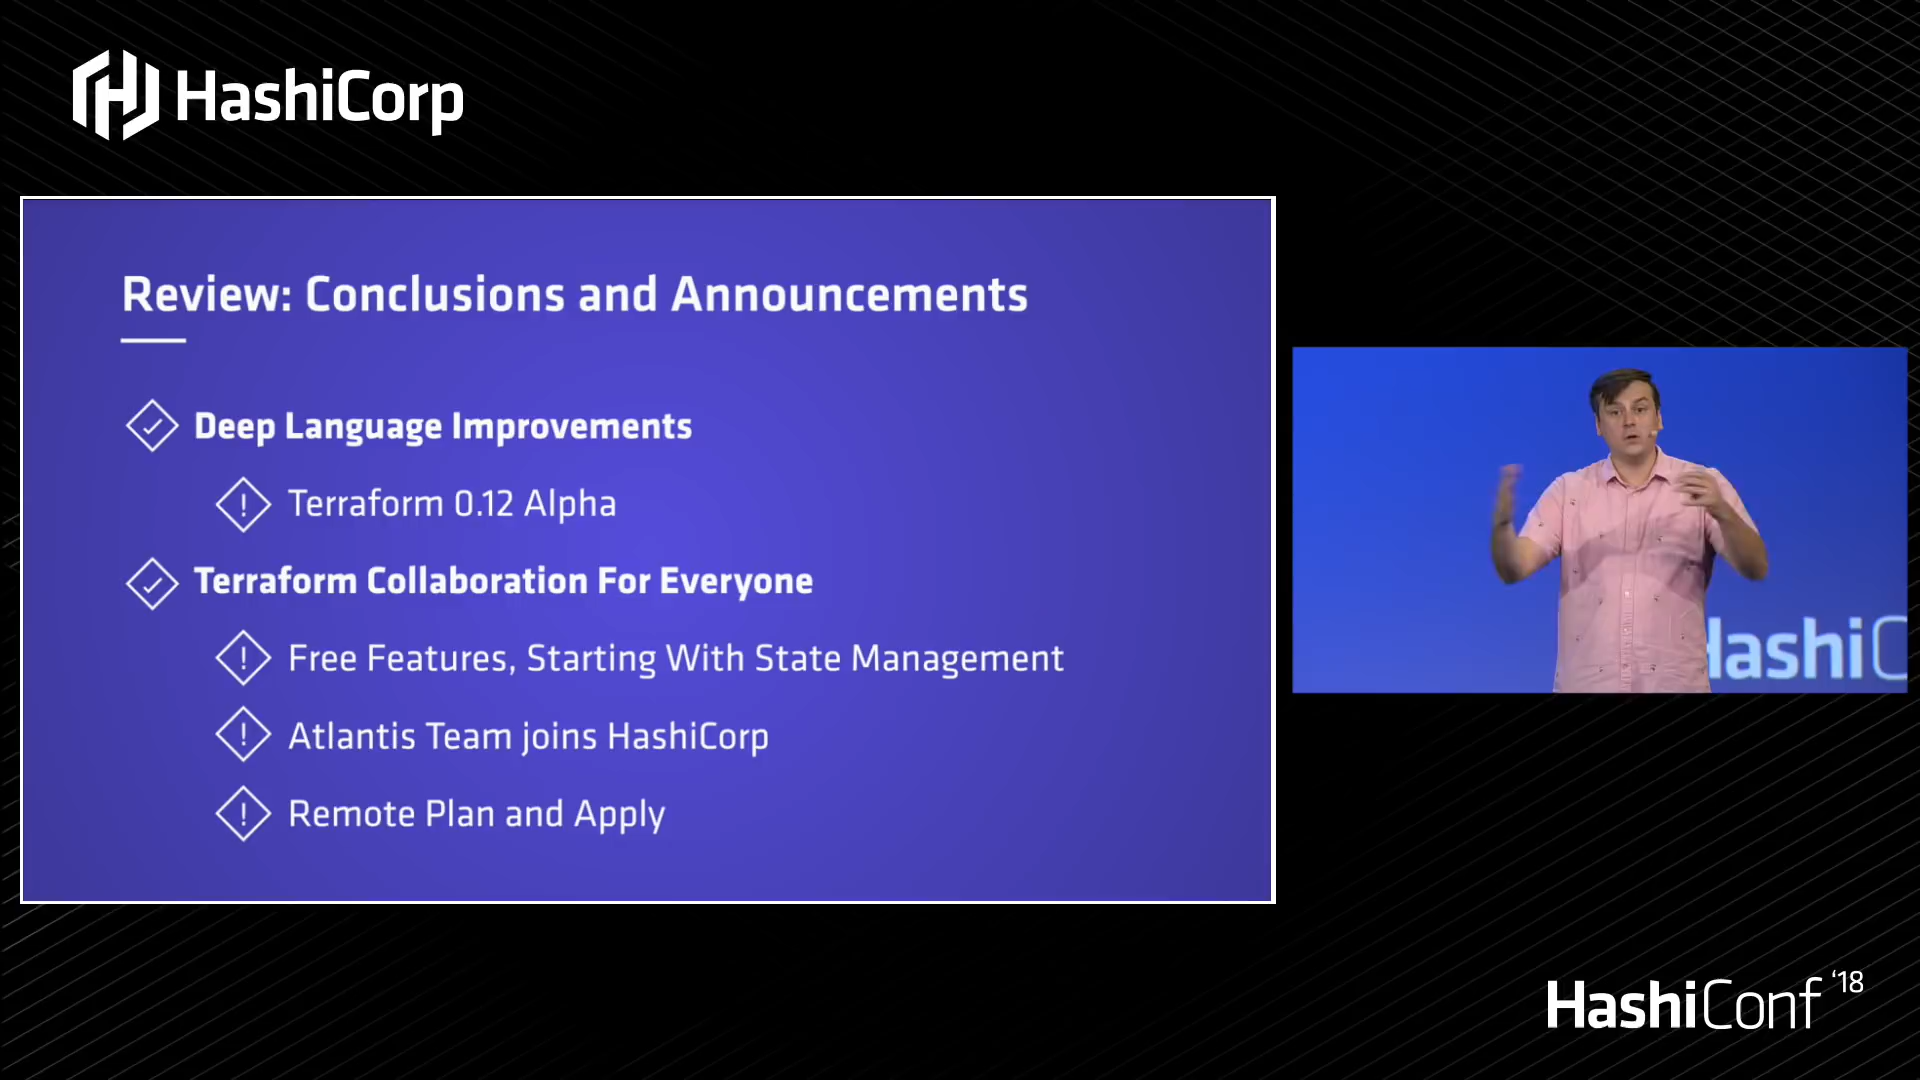 HashiCorp
Review: Conclusions and Announcements
Deep Language Improvements
Terraform 0.12 Alpha
Terraform Collaboration For Everyone
Free Features, Starting With State Management
Atlantis Team joins HashiCorp
Remote Plan and Apply
HashiC
HashiConf '18